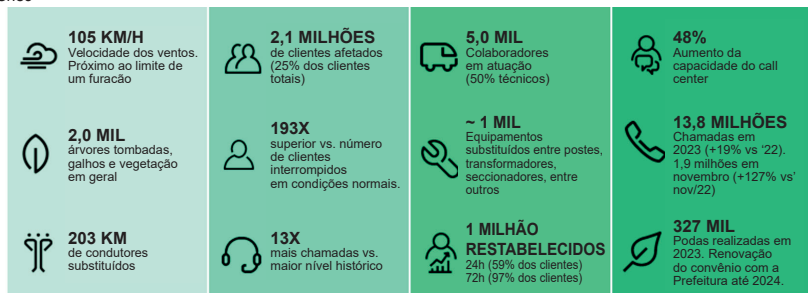 105 KM/H
Velocidade dos ventos.
Próximo ao limite de
um furacão
2,0 MIL
árvores tombadas,
galhos e vegetação
em geral
203 KM
de condutores
substituídos
2,1 MILHÕES
de clientes afetados
(25% dos clientes
totais)
193X
superior vs. número
de clientes
interrompidos
em condições normais.
13X
mais chamadas vs.
maior nível histórico
5,0 MIL
Colaboradores
em atuação
(50% técnicos)
~ 1 MIL
Equipamentos
substituídos entre postes,
transformadores,
seccionadores, entre
outros
1 MILHÃO
RESTABELECIDOS
24h (59% dos clientes)
72h (97% dos clientes)
48%
Aumento da
capacidade do call
center
13,8 MILHÕES
Chamadas em
2023 (+19% vs ‘22).
1,9 milhões em
novembro (+127% vs’
nov/22)
327 MIL
Podas realizadas em
2023. Renovação
do convênio com a
Prefeitura até 2024.